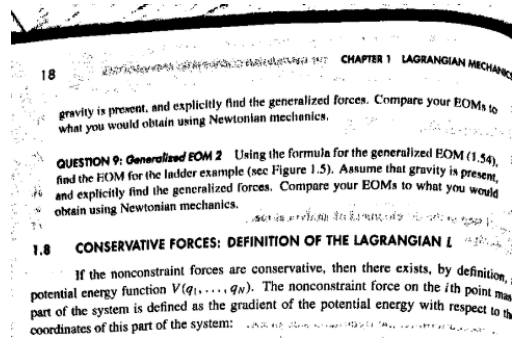 18
CHAPTER 1 LAGRANGIAN MECHANICS
gravity is present, and explicitly find the generalized forces. Compare your EOMs to
what you would obtain using Newtonian mechanics.
QUESTION 9: Generalized EOM 2 Using the formula for the generalized EOM (1.54),
find the EOM for the ladder example (see Figure 1.5). Assume that gravity is present,
and explicitly find the generalized forces. Compare your EOMs to what you would
obtain using Newtonian mechanics.
1.8 CONSERVATIVE FORCES: DEFINITION OF THE LAGRANGIAN L
If the nonconstraint forces are conservative, then there exists, by definition,
potential energy function V(q₁, . . . , q_N). The nonconstraint force on the ith point mass
part of the system is defined as the gradient of the potential energy with respect to the
coordinates of this part of the system: